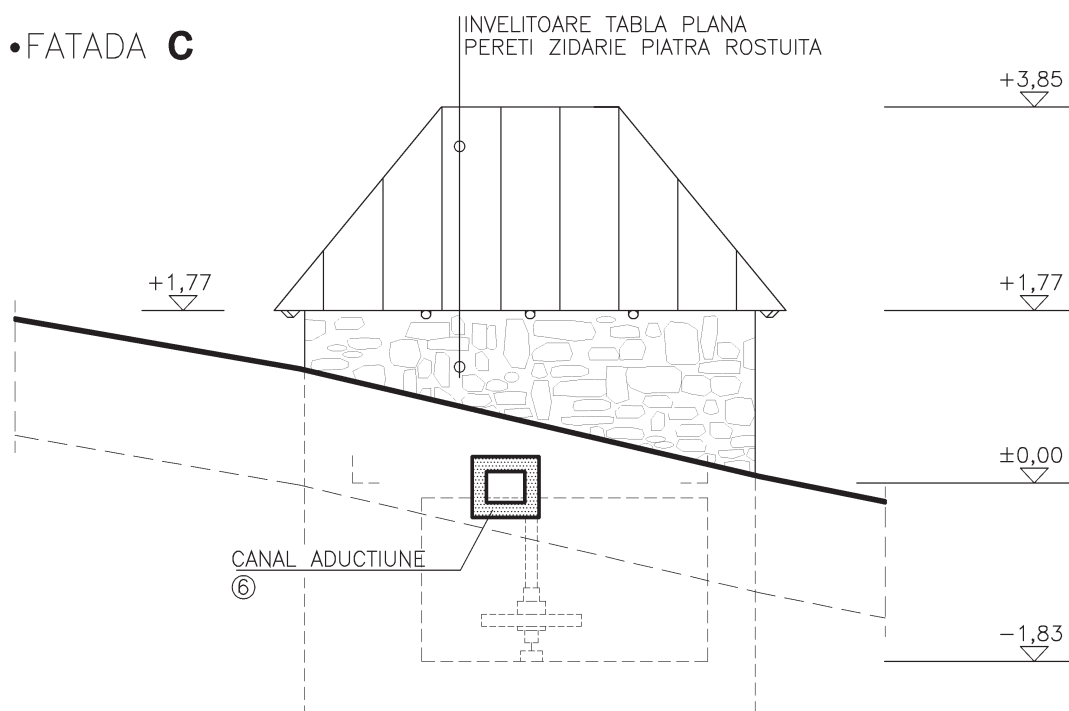 •FATADA C
INVELITOARE TABLA PLANA
PERETI ZIDARIE PIATRA ROSTUITA
+3,85
+1,77
+1,77
±0,00
CANAL ADUCTIUNE
6
−1,83